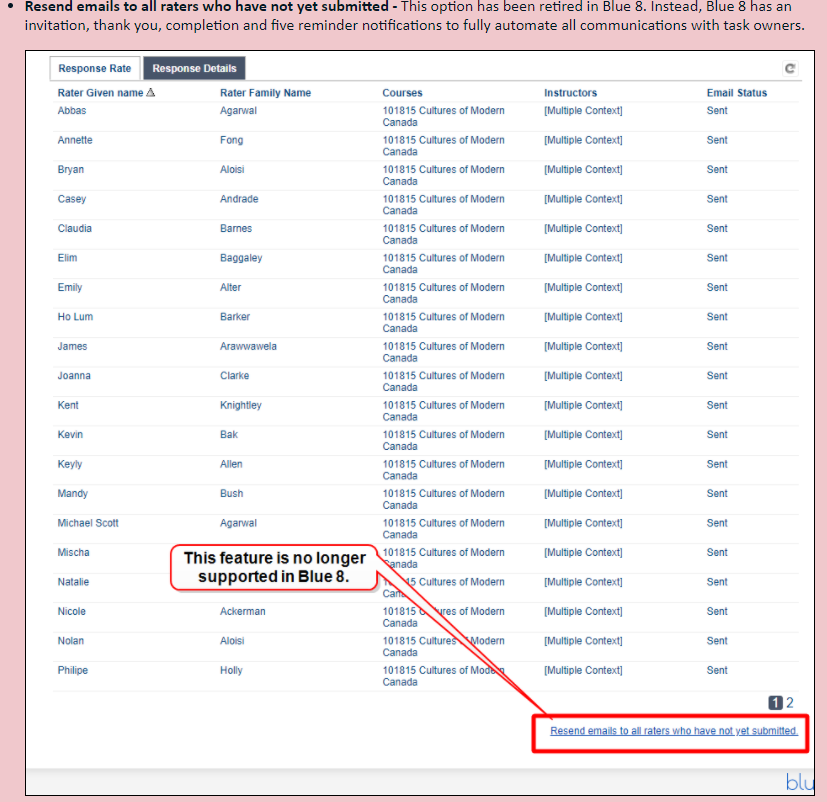 • Resend emails to all raters who have not yet submitted - This option has been retired in Blue 8. Instead, Blue 8 has an
invitation, thank you, completion and five reminder notifications to fully automate all communications with task owners.
Response Rate Response Details
Rater Given name Rater Family Name Courses Instructors Email Status
Abbas Agarwal 101815 Cultures of Modern [Multiple Context] Sent
Canada
Annette Fong 101815 Cultures of Modern [Multiple Context] Sent
Canada
Bryan Aloisi 101815 Cultures of Modern [Multiple Context] Sent
Canada
Casey Andrade 101815 Cultures of Modern [Multiple Context] Sent
Canada
Claudia Barnes 101815 Cultures of Modern [Multiple Context] Sent
Canada
Elim Baggaley 101815 Cultures of Modern [Multiple Context] Sent
Canada
Emily Alter 101815 Cultures of Modern [Multiple Context] Sent
Canada
Ho Lum Barker 101815 Cultures of Modern [Multiple Context] Sent
Canada
James Arawwawela 101815 Cultures of Modern [Multiple Context] Sent
Canada
Joanna Clarke 101815 Cultures of Modern [Multiple Context] Sent
Canada
Kent Knightley 101815 Cultures of Modern [Multiple Context] Sent
Canada
Kevin Bak 101815 Cultures of Modern [Multiple Context] Sent
Canada
Keyly Allen 101815 Cultures of Modern [Multiple Context] Sent
Canada
Mandy Bush 101815 Cultures of Modern [Multiple Context] Sent
Canada
Michael Scott Agarwal 101815 Cultures of Modern [Multiple Context] Sent
Canada
Mischa 101815 Cultures of Modern [Multiple Context] Sent
Canada
This feature is no longer
supported in Blue 8.
Natalie Cultures of Modern [Multiple Context] Sent
Nicole Ackerman 101815 Cultures of Modern [Multiple Context] Sent
Canada
Nolan Aloisi 101815 Cultures of Modern [Multiple Context] Sent
Canada
Philipe Holly 101815 Cultures of Modern [Multiple Context] Sent
Canada
1 2
Resend emails to all raters who have not yet submitted.
blu